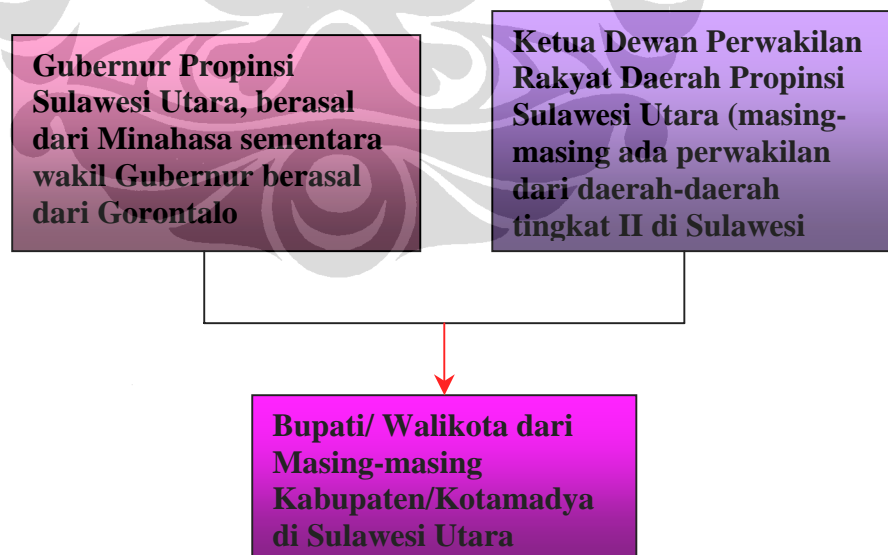 Gubernur Propinsi
Sulawesi Utara, berasal
dari Minahasa sementara
wakil Gubernur berasal
dari Gorontalo
Ketua Dewan Perwakilan
Rakyat Daerah Propinsi
Sulawesi Utara (masing-
masing ada perwakilan
dari daerah-daerah
tingkat II di Sulawesi
Bupati/ Walikota dari
Masing-masing
Kabupaten/Kotamadya
di Sulawesi Utara